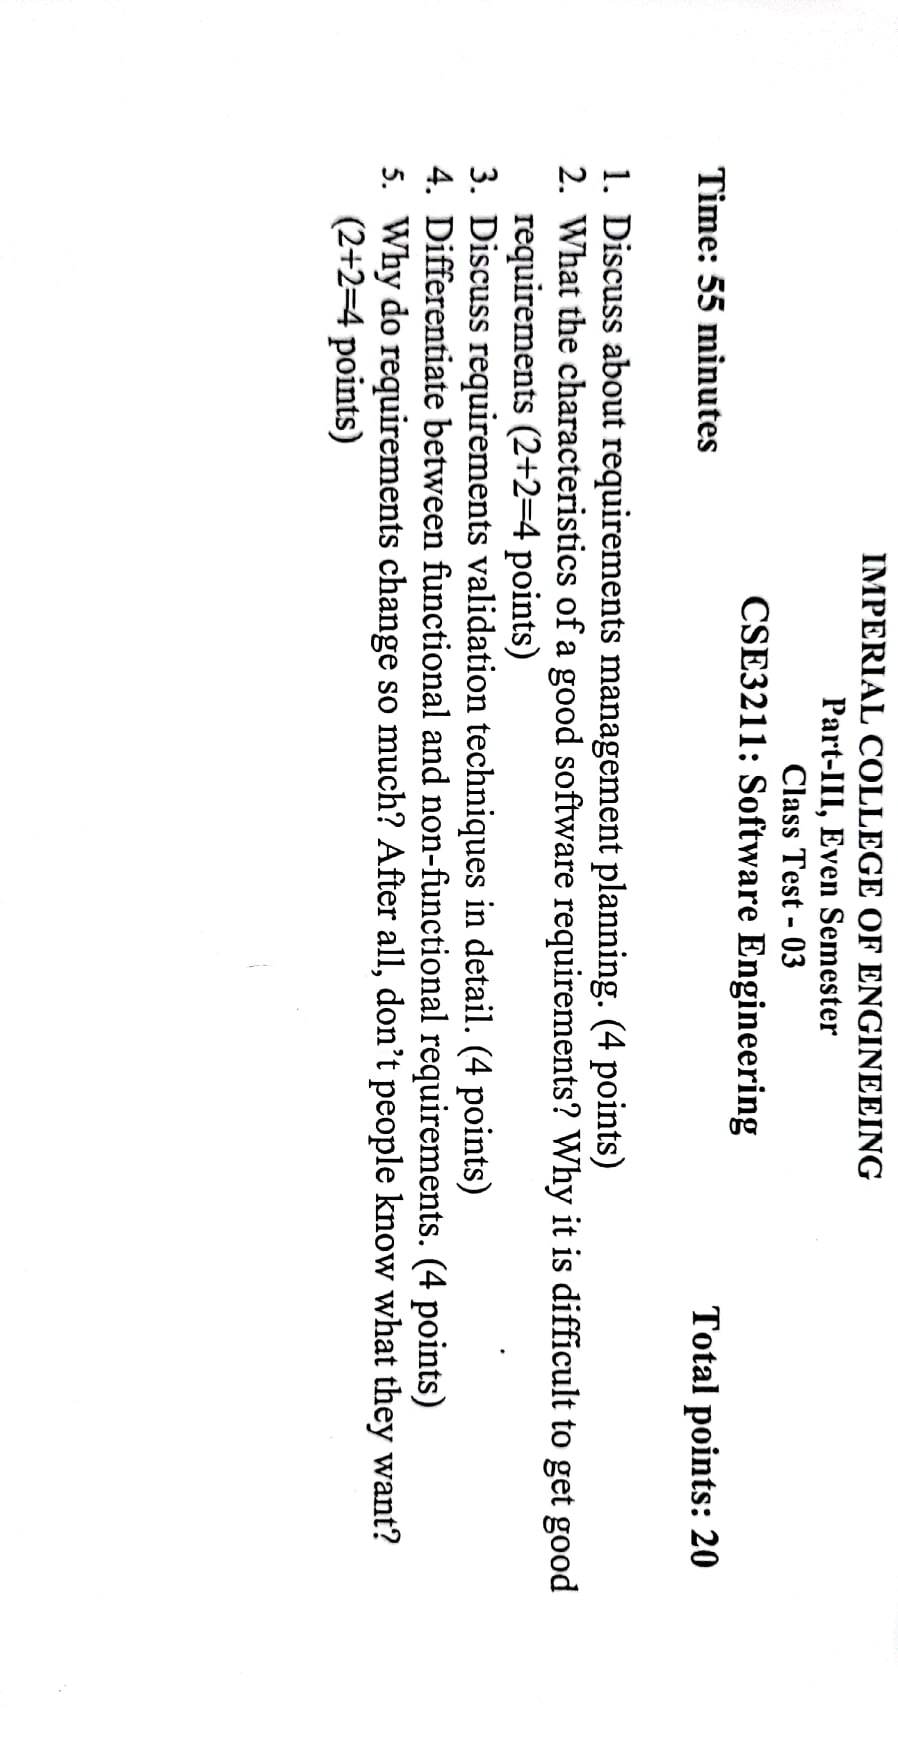 IMPERIAL COLLEGE OF ENGINEEING
Part-III, Even Semester
Class Test - 03
CSE3211: Software Engineering
Time: 55 minutes
Total points: 20
1. Discuss about requirements management planning. (4 points)
2. What the characteristics of a good software requirements? Why it is difficult to get good
requirements (2+2=4 points)
3. Discuss requirements validation techniques in detail. (4 points)
4. Differentiate between functional and non-functional requirements. (4 points)
5. Why do requirements change so much? After all, don’t people know what they want?
(2+2=4 points)